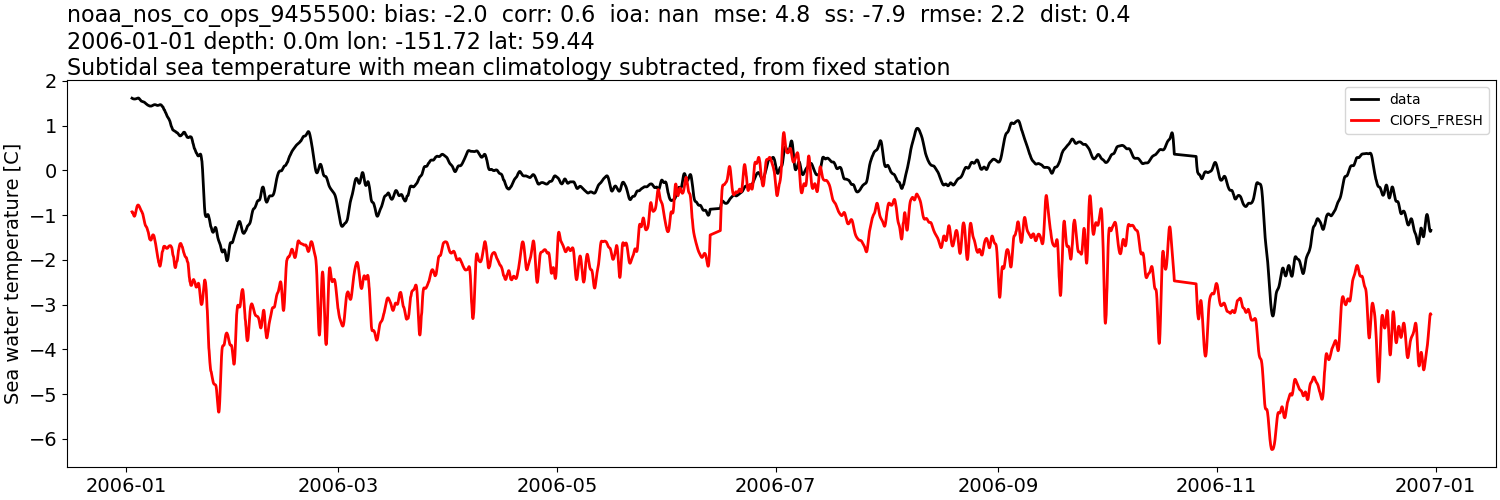 noaa_nos_co_ops_9455500: bias: -2.0  corr: 0.6  ioa: nan  mse: 4.8  ss: -7.9  rmse: 2.2  dist: 0.4
2006-01-01 depth: 0.0m lon: -151.72 lat: 59.44
Subtidal sea temperature with mean climatology subtracted, from fixed station
Sea water temperature [C]
2
1
0
−1
−2
−3
−4
−5
−6
data
CIOFS_FRESH
2006-01
2006-03
2006-05
2006-07
2006-09
2006-11
2007-01